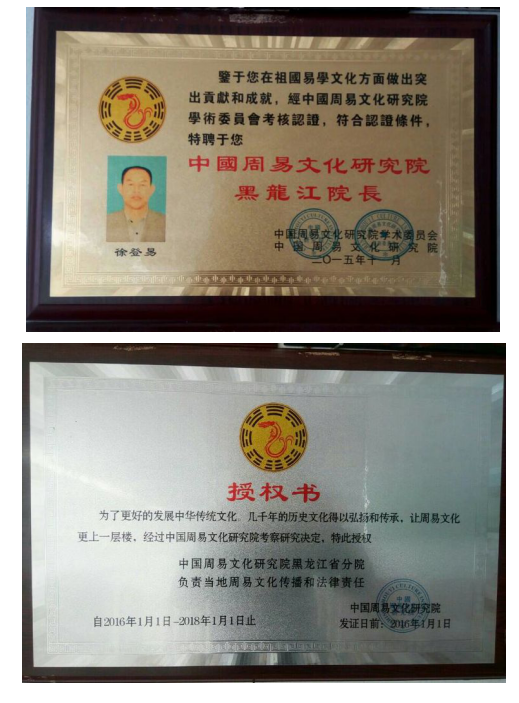 鑒于您在祖國易學文化方面做出突
出貢獻和成就，經中國周易文化研究院
學術委員會考核認證，符合認證條件，
特聘于您
中國周易文化研究院
黑龍江院長
徐登易
中国周易文化研究院学术委员会
中国周易文化研究院
二〇一五年十一月
授权书
为了更好的发展中华传统文化。几千年的历史文化得以弘扬和传承，让周易文化
更上一层楼，经过中国周易文化研究院考察研究决定，特此授权
中国周易文化研究院黑龙江省分院
负责当地周易文化传播和法律责任
中国周易文化研究院
自2016年1月1日-2018年1月1日止
发证日前：2016年1月1日